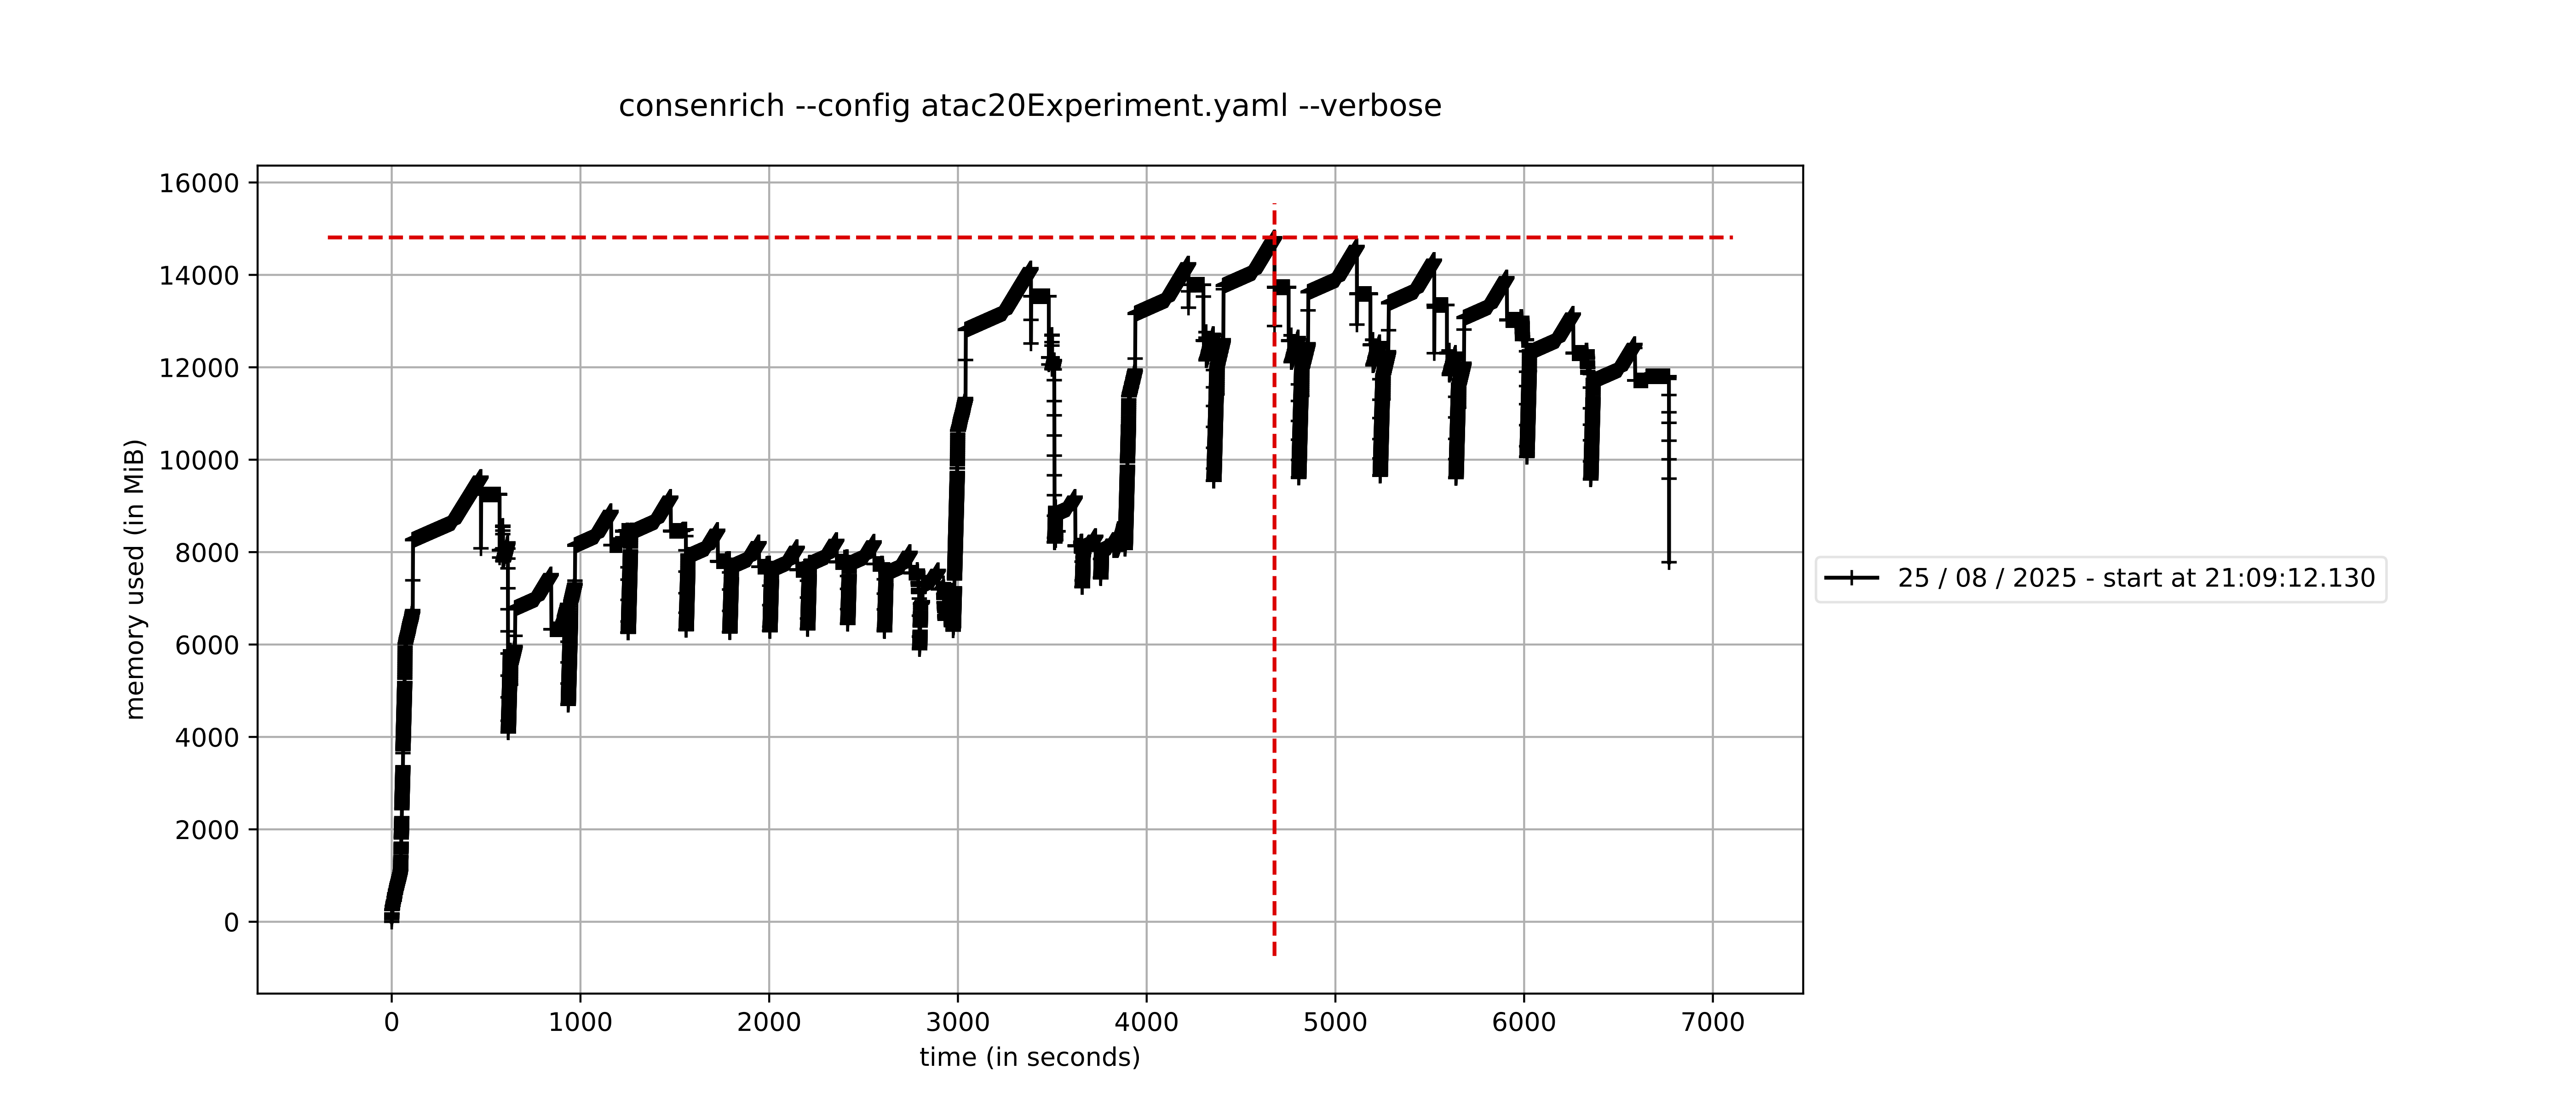 consenrich --config atac20Experiment.yaml --verbose
memory used (in MiB)
16000
14000
12000
10000
8000
6000
4000
2000
0
0 1000 2000 3000 4000 5000 6000 7000
time (in seconds)
25 / 08 / 2025 - start at 21:09:12.130